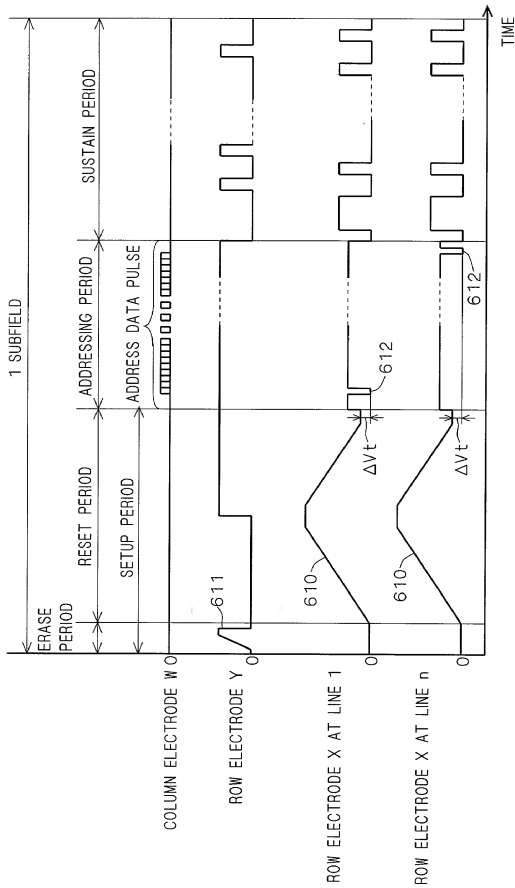 1 SUBFIELD
ERASE
PERIOD
RESET PERIOD
ADDRESSING PERIOD
SUSTAIN PERIOD
SETUP PERIOD
ADDRESS DATA PULSE
COLUMN ELECTRODE W 0
ROW ELECTRODE Y 0
611
ROW ELECTRODE X AT LINE 1 0
610
ΔVt
612
ROW ELECTRODE X AT LINE n 0
610
ΔVt
612
TIME